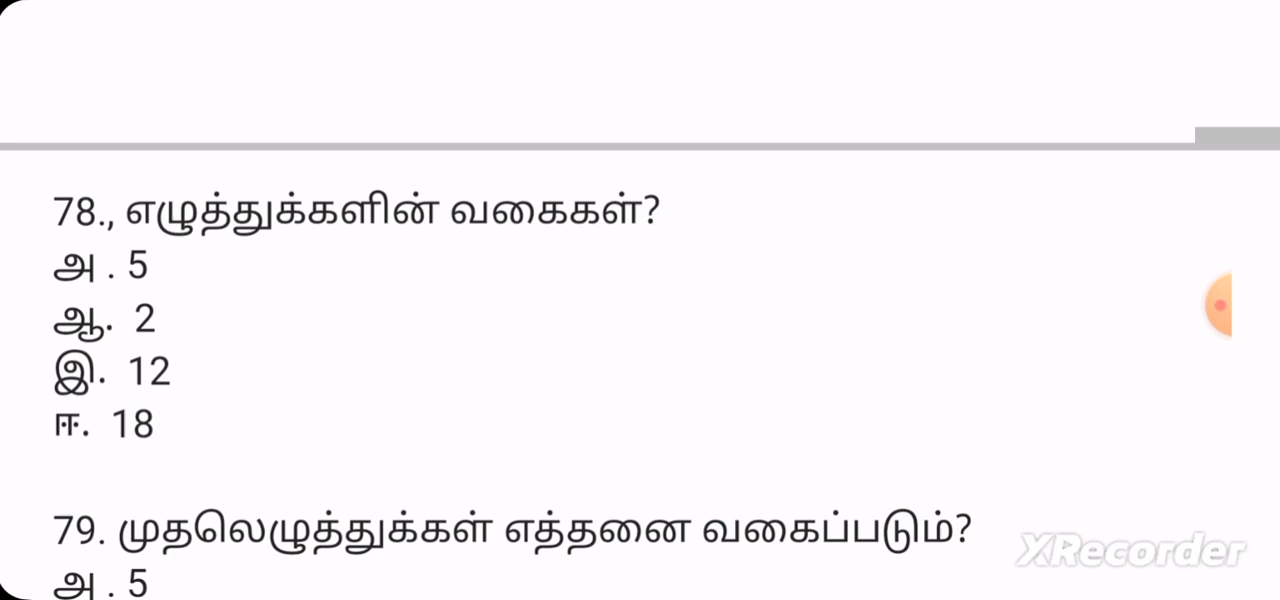 78., எழுத்துக்களின் வகைகள்?
அ . 5
ஆ. 2
இ. 12
ஈ. 18
79. முதலெழுத்துக்கள் எத்தனை வகைப்படும்?
XRecorder
அ . 5